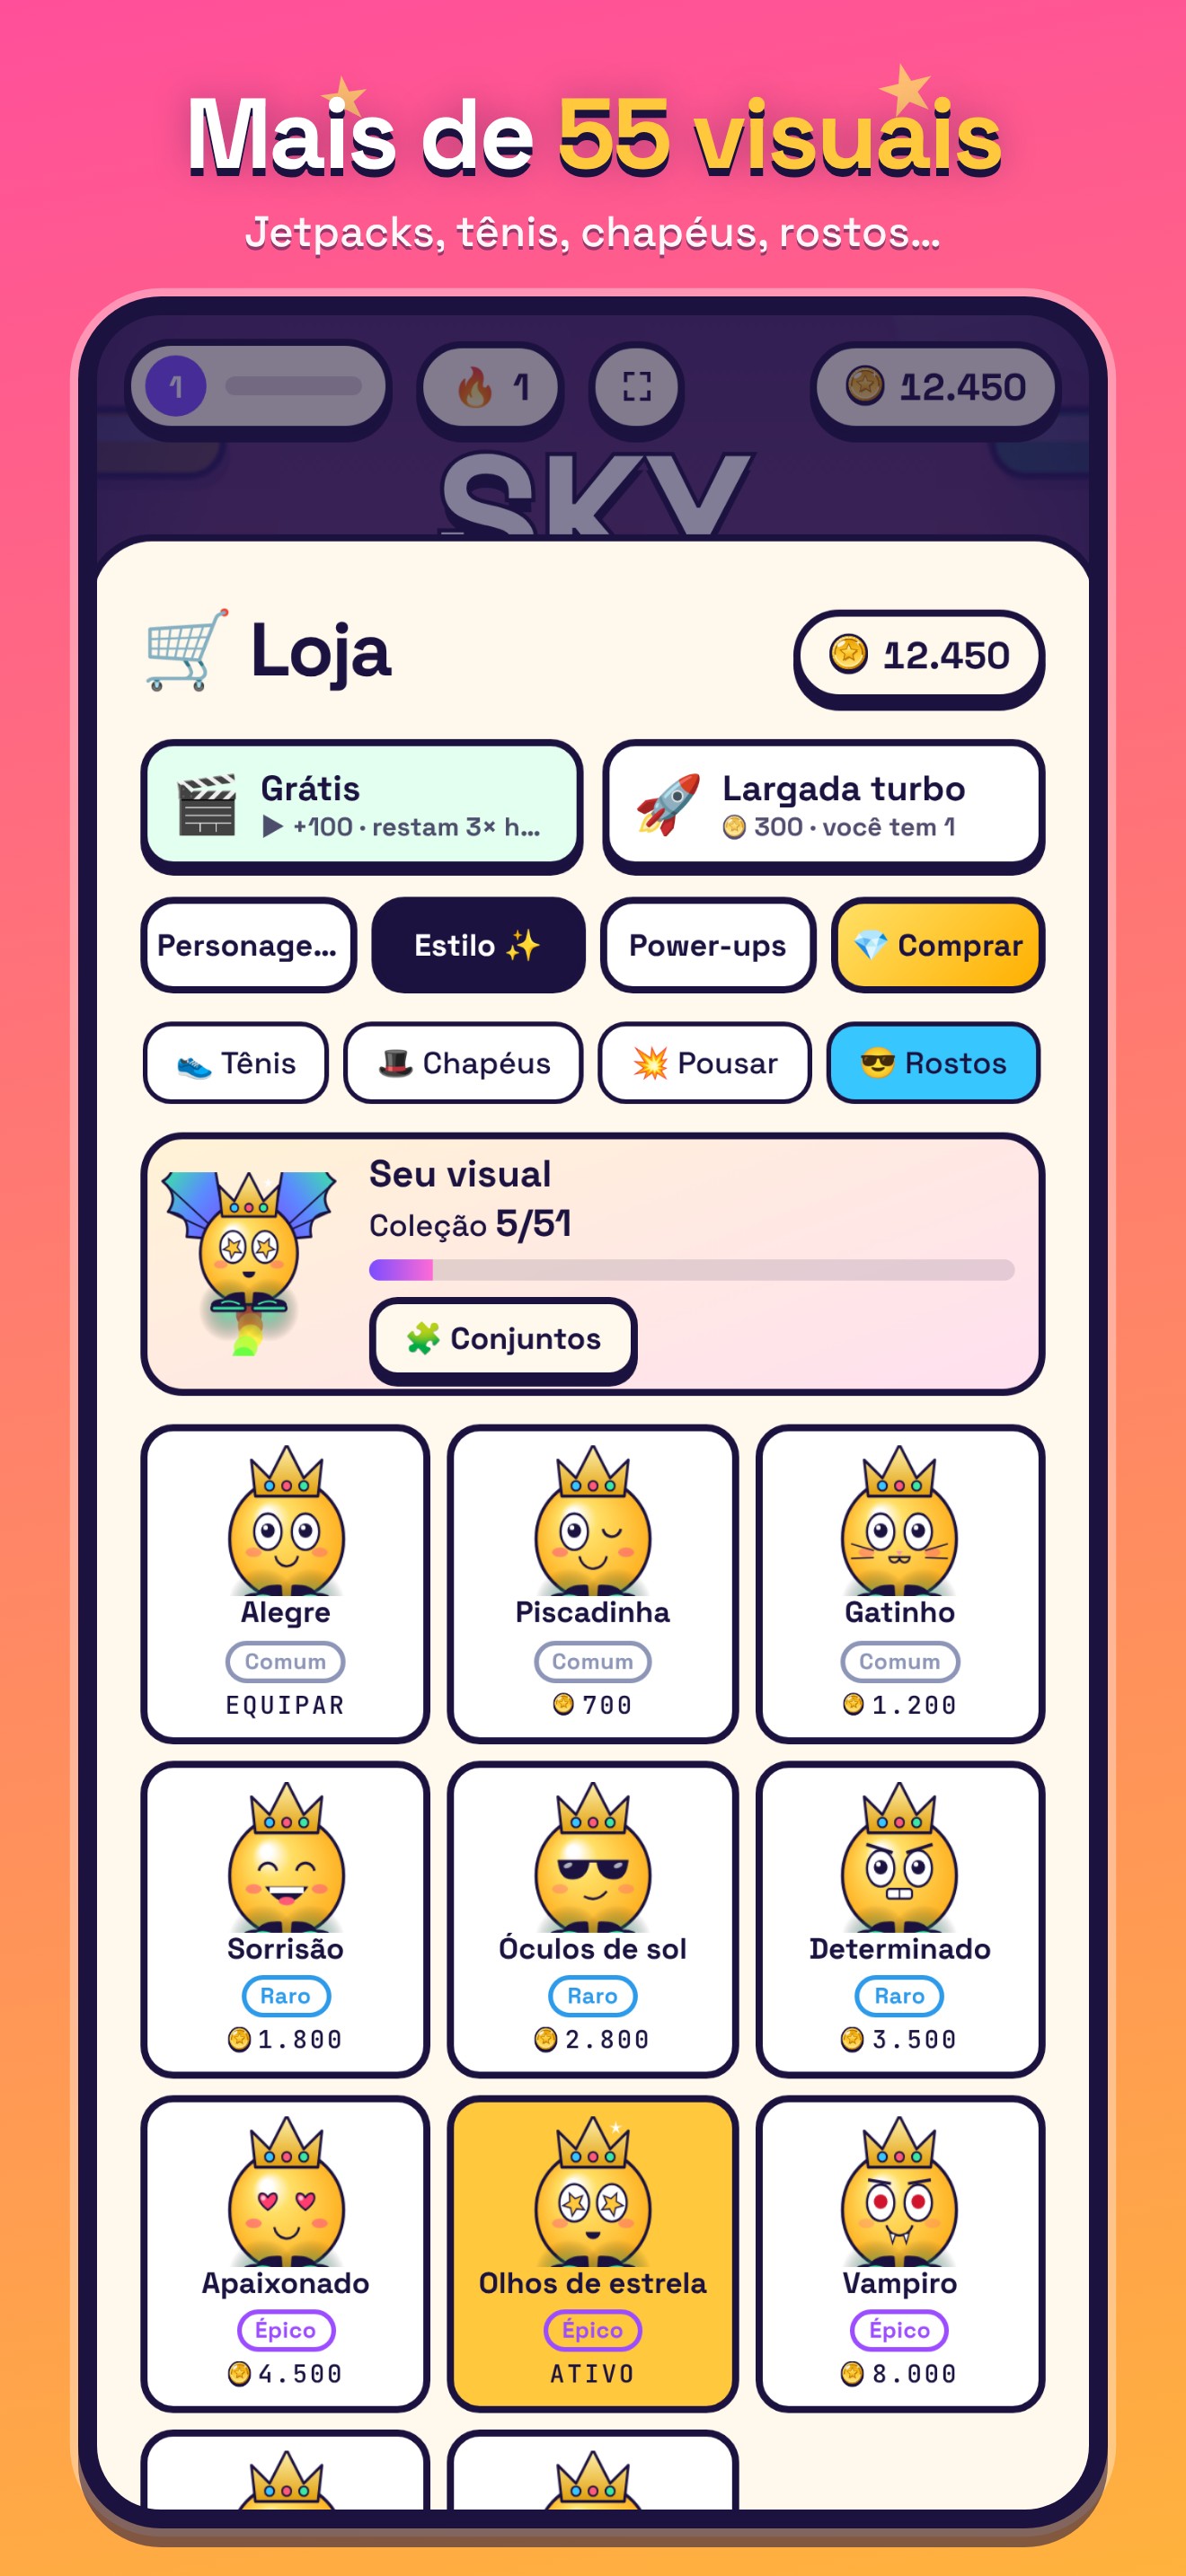 Mais de 55 visuais
Jetpacks, tênis, chapéus, rostos...
1
🔥 1
12.450
SKY
🛒 Loja
12.450
Grátis
▶ +100 · restam 3× h...
Largada turbo
300 · você tem 1
Personage...
Estilo ✨
Power-ups
💎 Comprar
👟 Tênis
🎩 Chapéus
💥 Pousar
😎 Rostos
Seu visual
Coleção 5/51
🧩 Conjuntos
Alegre
Comum
EQUIPAR
Piscadinha
Comum
700
Gatinho
Comum
1.200
Sorrisão
Raro
1.800
Óculos de sol
Raro
2.800
Determinado
Raro
3.500
Apaixonado
Épico
4.500
Olhos de estrela
Épico
ATIVO
Vampiro
Épico
8.000